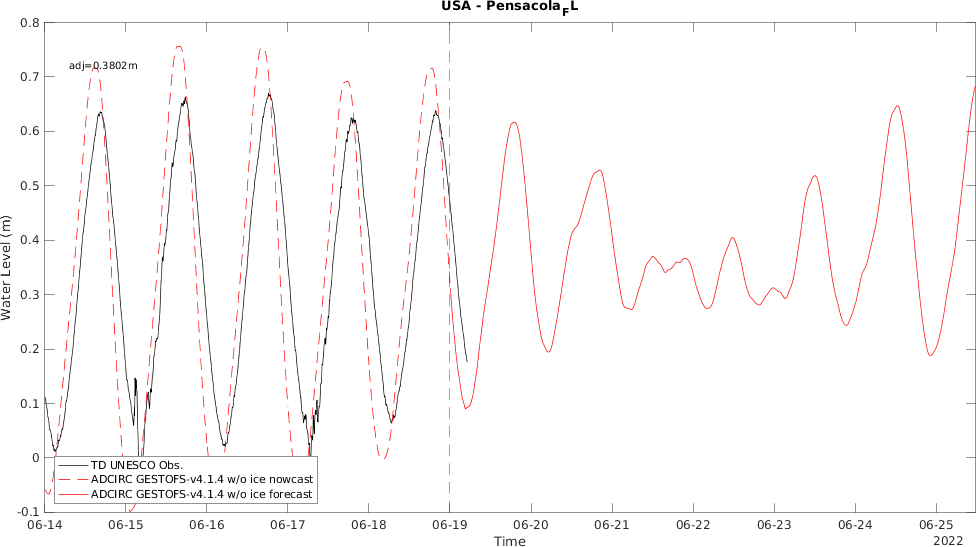 USA - Pensacola_FL
0.8
adj=0.3802m
0.7
0.6
0.5
0.4
0.3
0.2
0.1
0
-0.1
Water Level (m)
TD UNESCO Obs.
ADCIRC GESTOFS-v4.1.4 w/o ice nowcast
ADCIRC GESTOFS-v4.1.4 w/o ice forecast
06-14 06-15 06-16 06-17 06-18 06-19 06-20 06-21 06-22 06-23 06-24 06-25
Time
2022